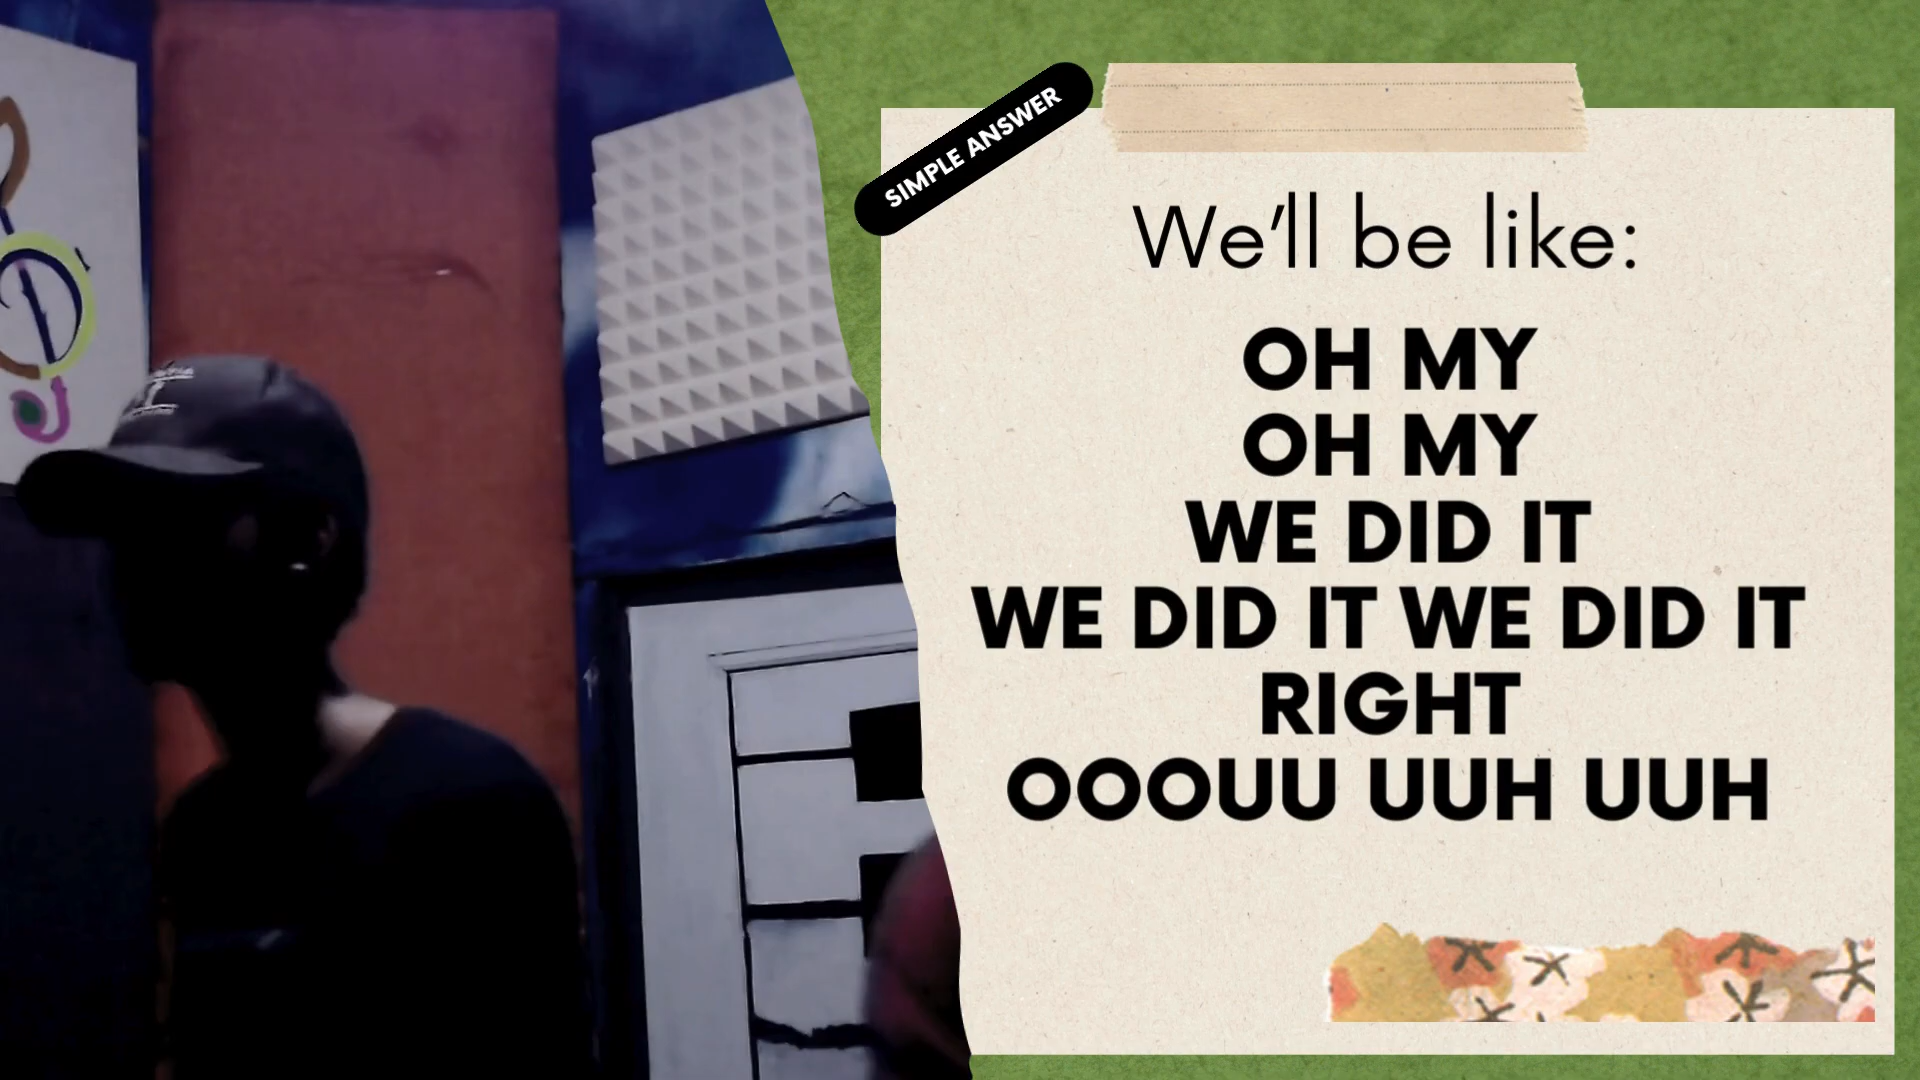 SIMPLE ANSWER
We'll be like:
OH MY
OH MY
WE DID IT
WE DID IT WE DID IT
RIGHT
OOOUU UUH UUH